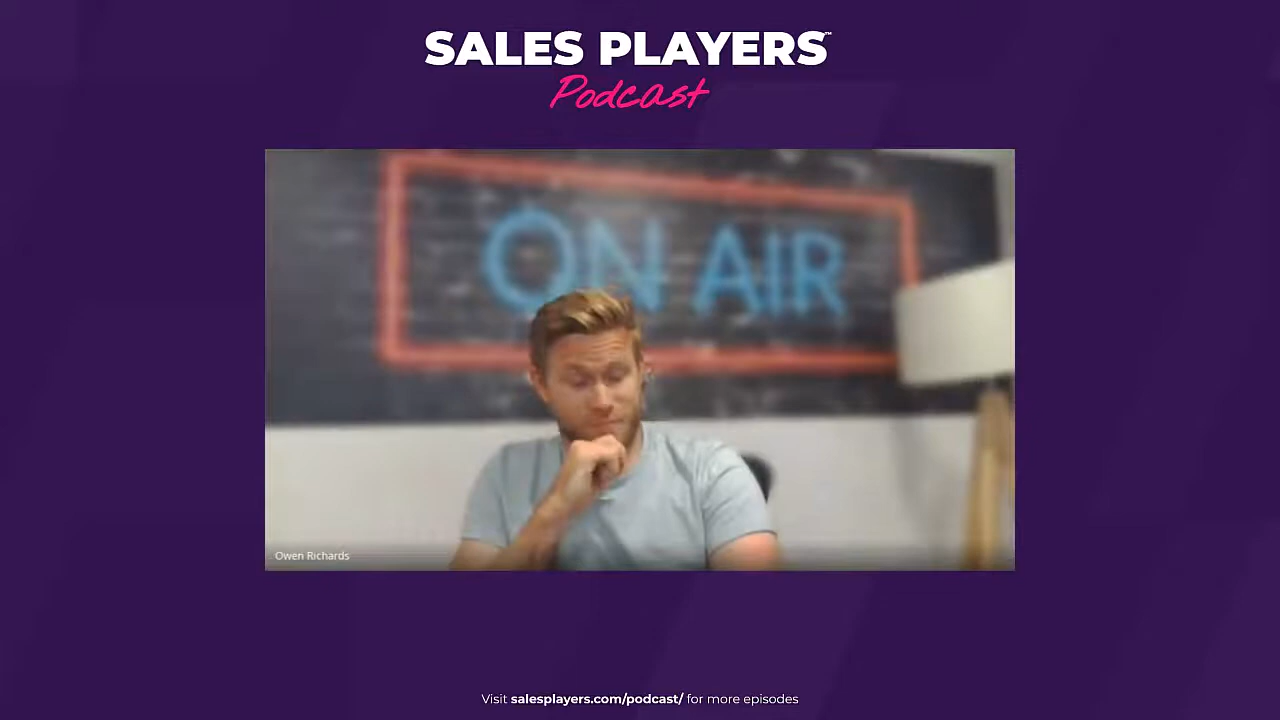 SALES PLAYERS™
Podcast
ON AIR
Owen Richards
Visit salesplayers.com/podcast/ for more episodes